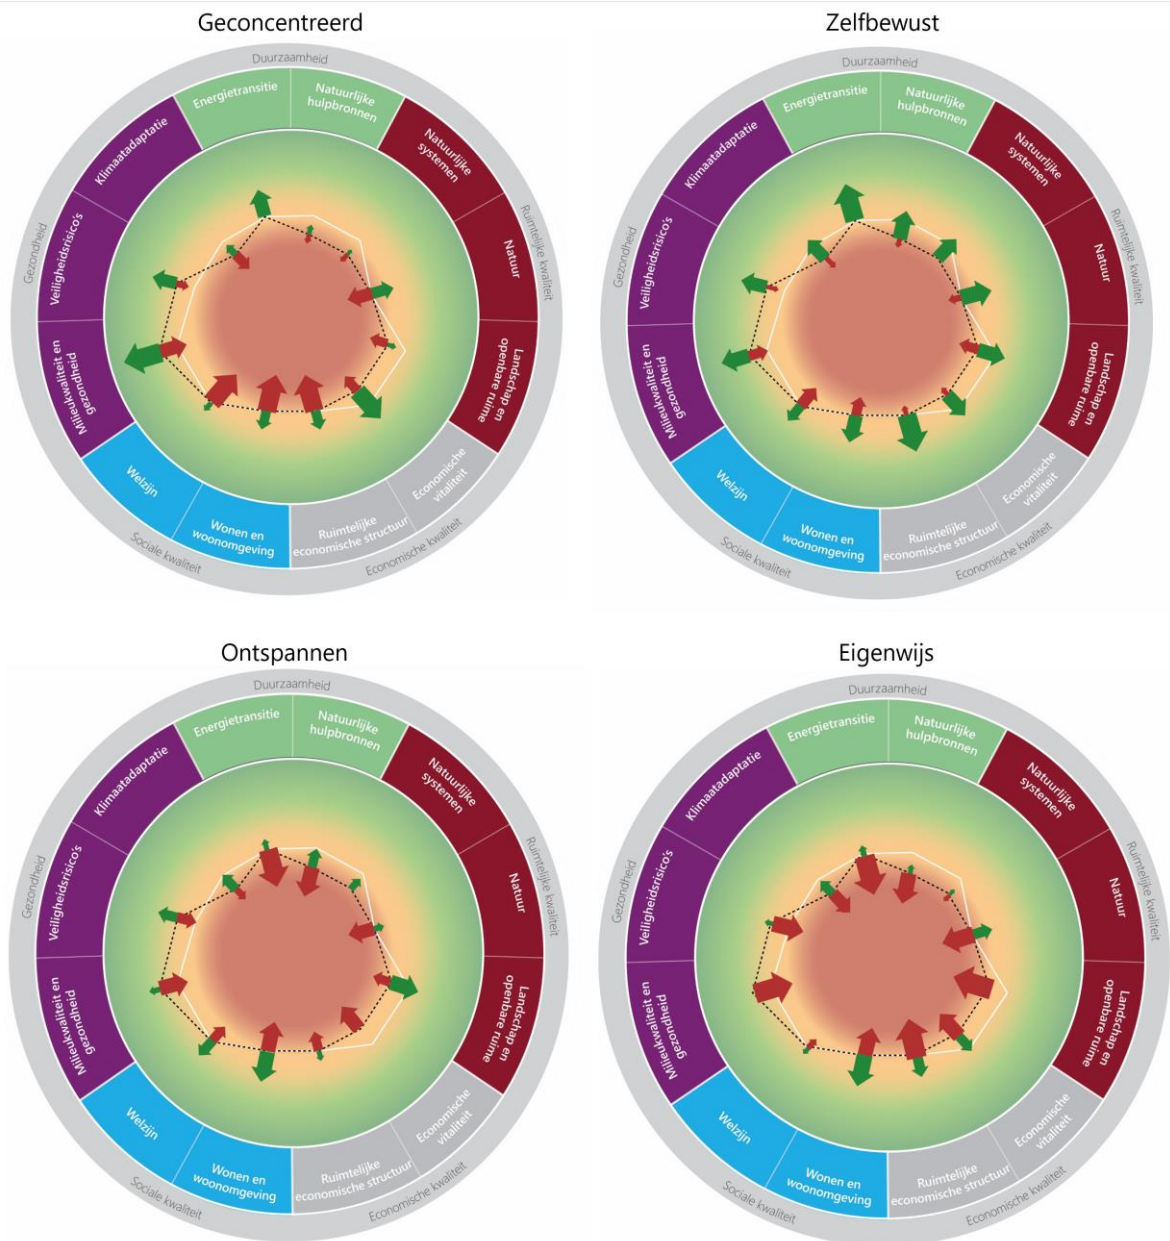 Geconcentreerd
Duurzaamheid
Energietransitie
Natuurlijke
hulpbronnen
Natuurlijke
systemen
Ruimtelijke kwaliteit
Natuur
Landschap en
openbare ruime
Economische
vitaliteit
Economische kwaliteit
Ruimtelijke
economische structuur
Wonen en
woonomgeving
Sociale kwaliteit
Welzijn
Milieukwaliteit en
gezondheid
Veiligheidsrisico's
Gezondheid
Klimaatadaptatie
Zelfbewust
Duurzaamheid
Energietransitie
Natuurlijke
hulpbronnen
Natuurlijke
systemen
Ruimtelijke kwaliteit
Natuur
Landschap en
openbare ruime
Economische
vitaliteit
Economische kwaliteit
Ruimtelijke
economische structuur
Wonen en
woonomgeving
Sociale kwaliteit
Welzijn
Milieukwaliteit en
gezondheid
Veiligheidsrisico's
Gezondheid
Klimaatadaptatie
Ontspannen
Duurzaamheid
Energietransitie
Natuurlijke
hulpbronnen
Natuurlijke
systemen
Ruimtelijke kwaliteit
Natuur
Landschap en
openbare ruime
Economische
vitaliteit
Economische kwaliteit
Ruimtelijke
economische structuur
Wonen en
woonomgeving
Sociale kwaliteit
Welzijn
Milieukwaliteit en
gezondheid
Veiligheidsrisico's
Gezondheid
Klimaatadaptatie
Eigenwijs
Duurzaamheid
Energietransitie
Natuurlijke
hulpbronnen
Natuurlijke
systemen
Ruimtelijke kwaliteit
Natuur
Landschap en
openbare ruime
Economische
vitaliteit
Economische kwaliteit
Ruimtelijke
economische structuur
Wonen en
woonomgeving
Sociale kwaliteit
Welzijn
Milieukwaliteit en
gezondheid
Veiligheidsrisico's
Gezondheid
Klimaatadaptatie